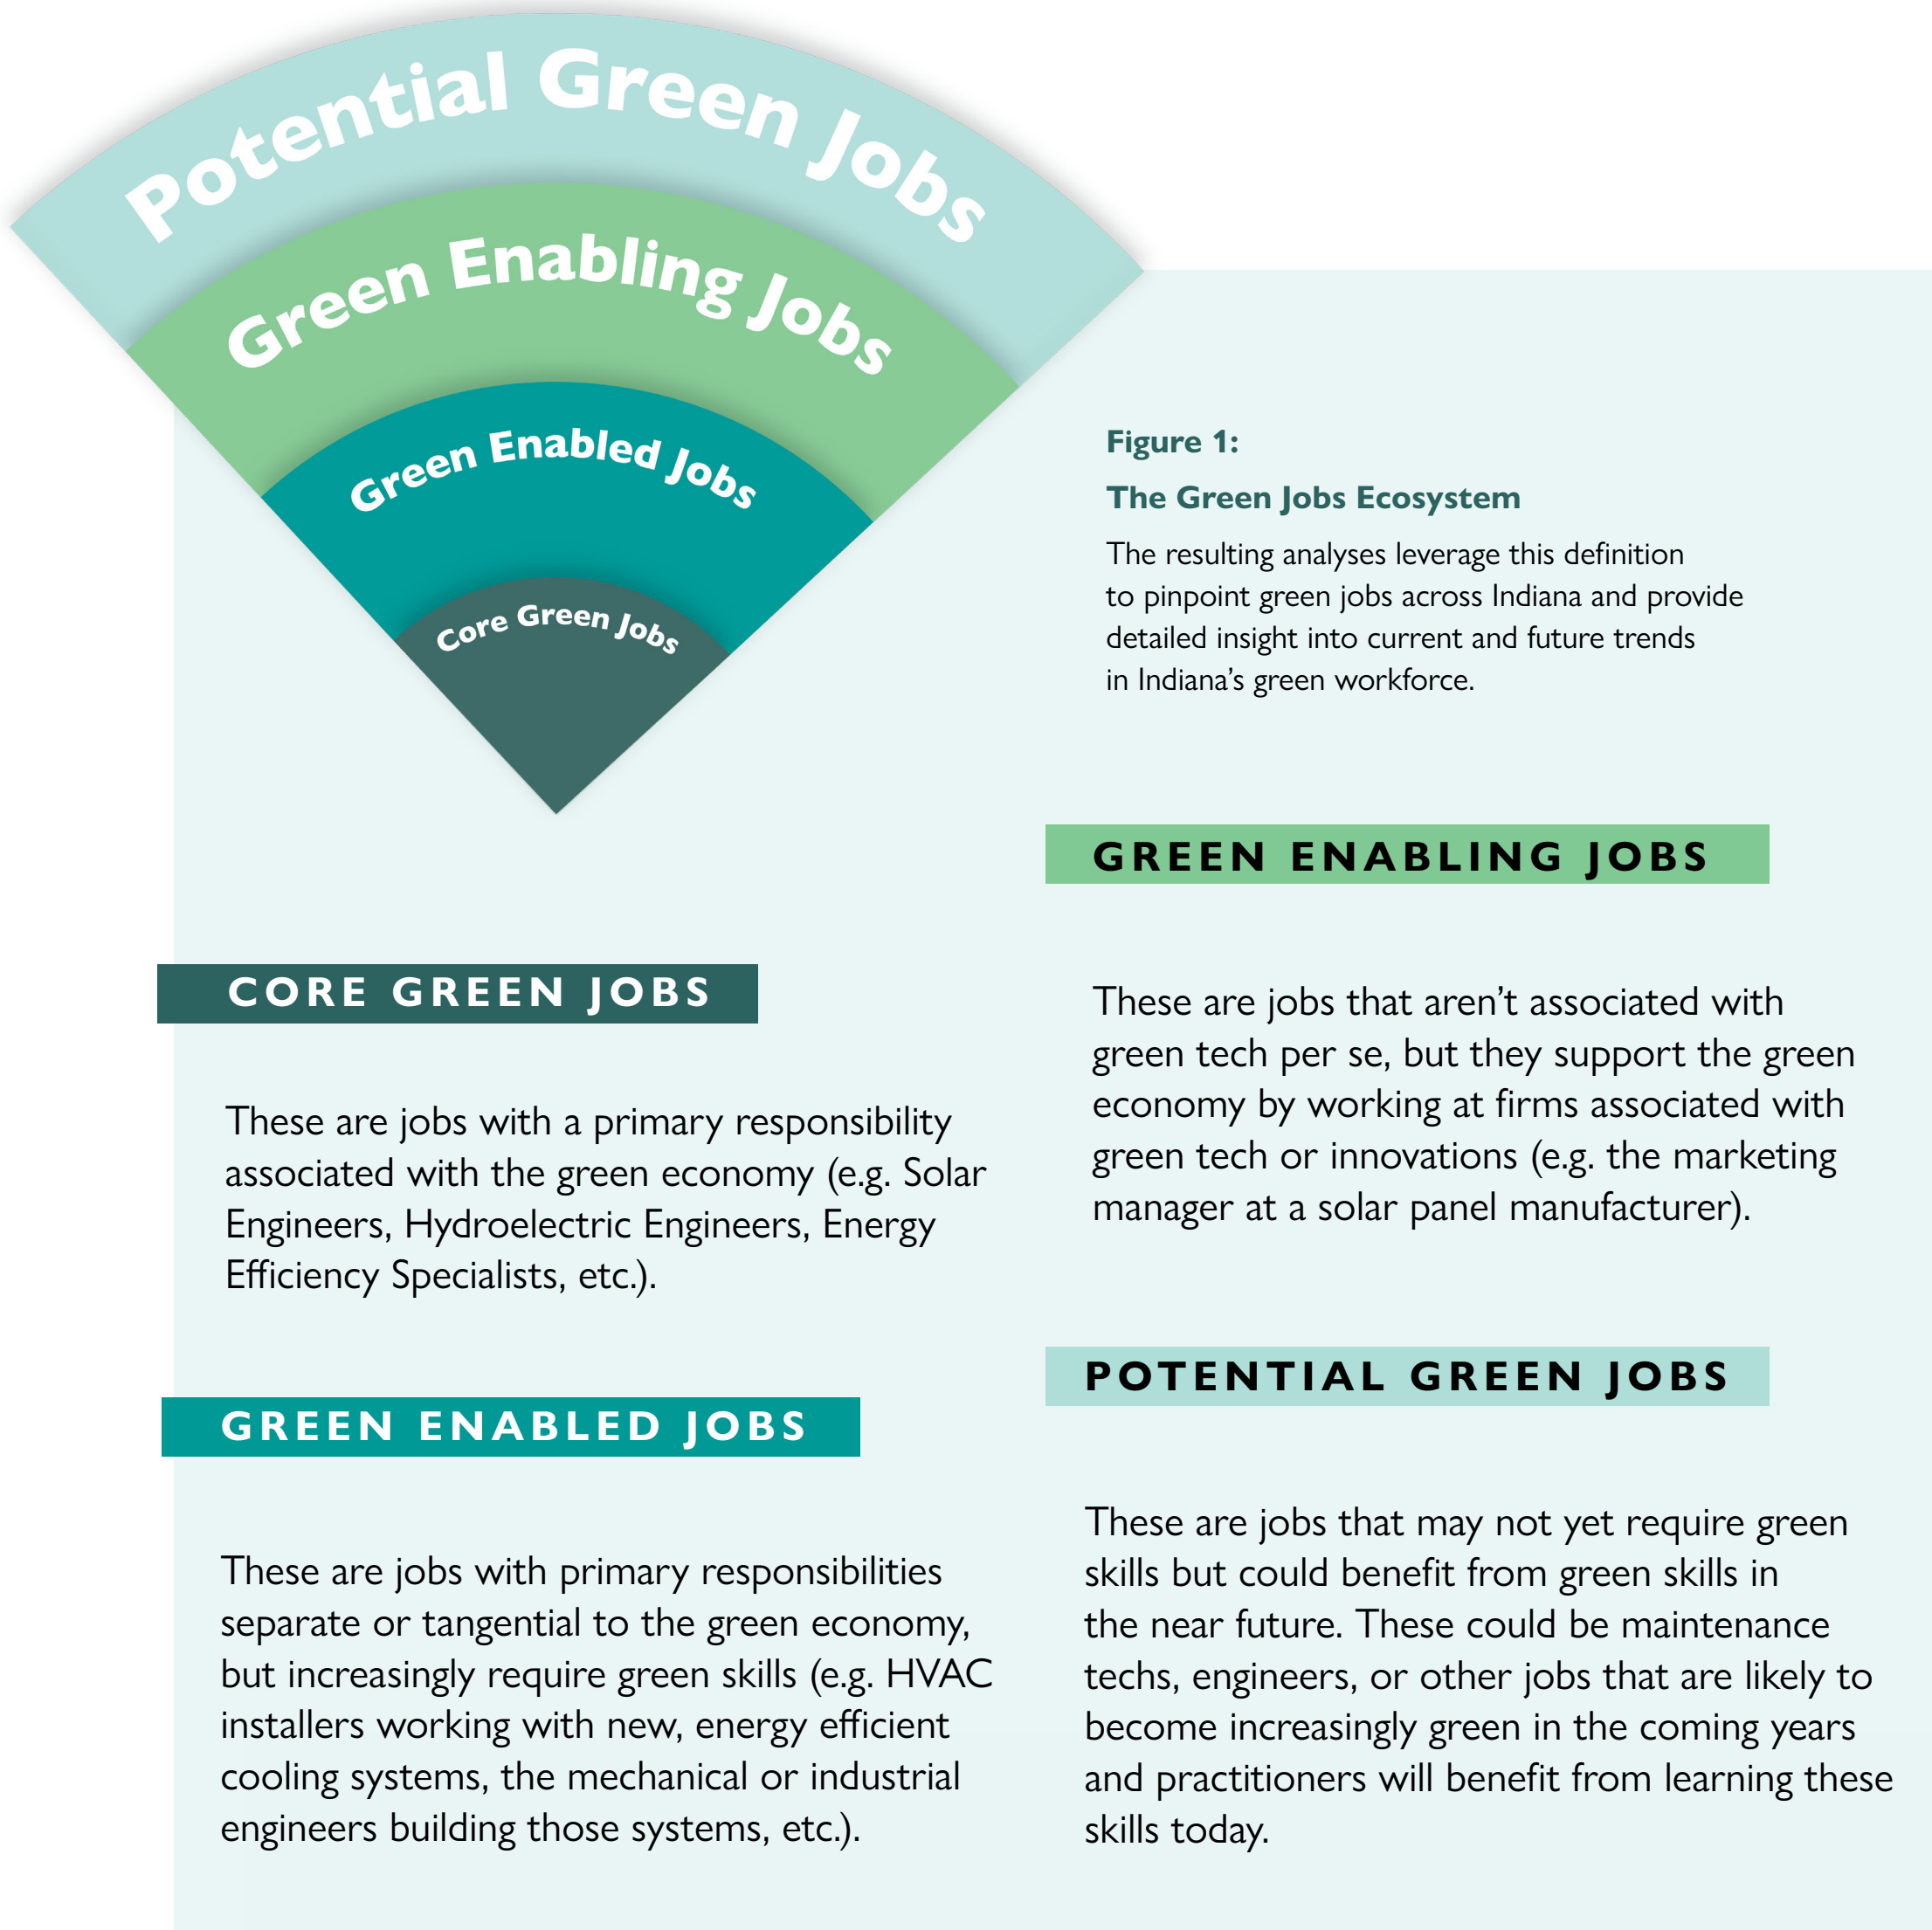 Potential Green Jobs
Green Enabling Jobs
Green Enabled Jobs
Core Green Jobs
Figure 1:
The Green Jobs Ecosystem
The resulting analyses leverage this definition
to pinpoint green jobs across Indiana and provide
detailed insight into current and future trends
in Indiana's green workforce.
CORE GREEN JOBS
These are jobs with a primary responsibility
associated with the green economy (e.g. Solar
Engineers, Hydroelectric Engineers, Energy
Efficiency Specialists, etc.).
GREEN ENABLED JOBS
These are jobs with primary responsibilities
separate or tangential to the green economy,
but increasingly require green skills (e.g. HVAC
installers working with new, energy efficient
cooling systems, the mechanical or industrial
engineers building those systems, etc.).
GREEN ENABLING JOBS
These are jobs that aren't associated with
green tech per se, but they support the green
economy by working at firms associated with
green tech or innovations (e.g. the marketing
manager at a solar panel manufacturer).
POTENTIAL GREEN JOBS
These are jobs that may not yet require green
skills but could benefit from green skills in
the near future. These could be maintenance
techs, engineers, or other jobs that are likely to
become increasingly green in the coming years
and practitioners will benefit from learning these
skills today.